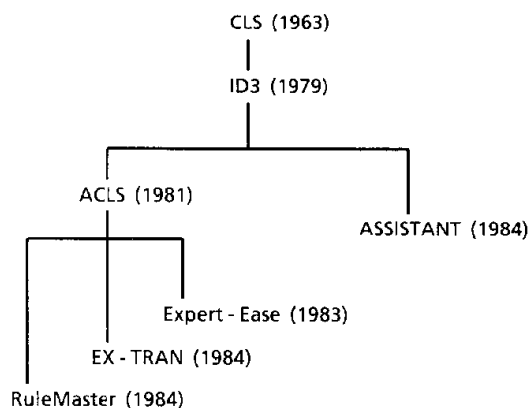 CLS (1963)
ID3 (1979)
ACLS (1981)
ASSISTANT (1984)
Expert - Ease (1983)
EX - TRAN (1984)
RuleMaster (1984)